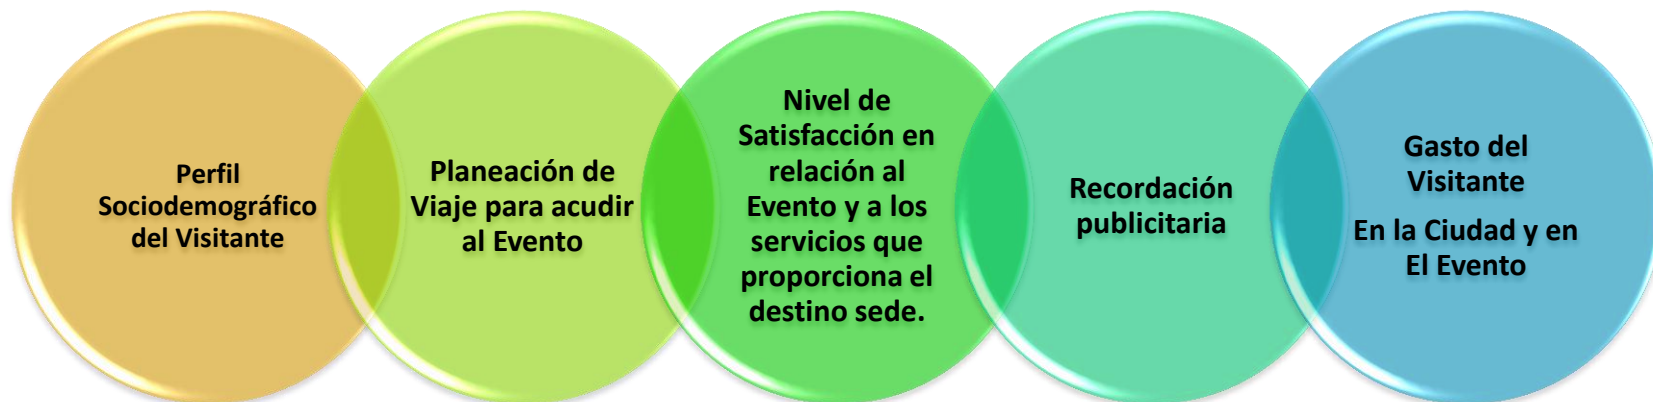 Perfil
Sociodemográfico
del Visitante
Planeación de
Viaje para acudir
al Evento
Nivel de
Satisfacción en
relación al
Evento y a los
servicios que
proporciona el
destino sede.
Recordación
publicitaria
Gasto del
Visitante
En la Ciudad y en
El Evento